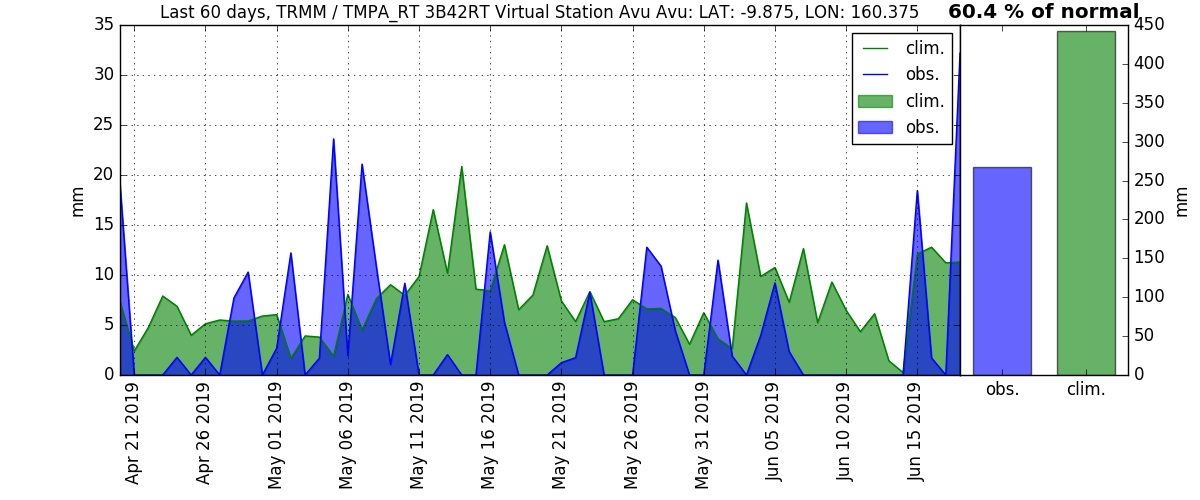 Last 60 days, TRMM / TMPA_RT 3B42RT Virtual Station Avu Avu: LAT: -9.875, LON: 160.375
60.4 % of normal
35
30
25
20
15
10
5
0
mm
clim.
obs.
clim.
obs.
450
400
350
300
250
200
150
100
50
0
mm
obs.
clim.
Apr 21 2019
Apr 26 2019
May 01 2019
May 06 2019
May 11 2019
May 16 2019
May 21 2019
May 26 2019
May 31 2019
Jun 05 2019
Jun 10 2019
Jun 15 2019